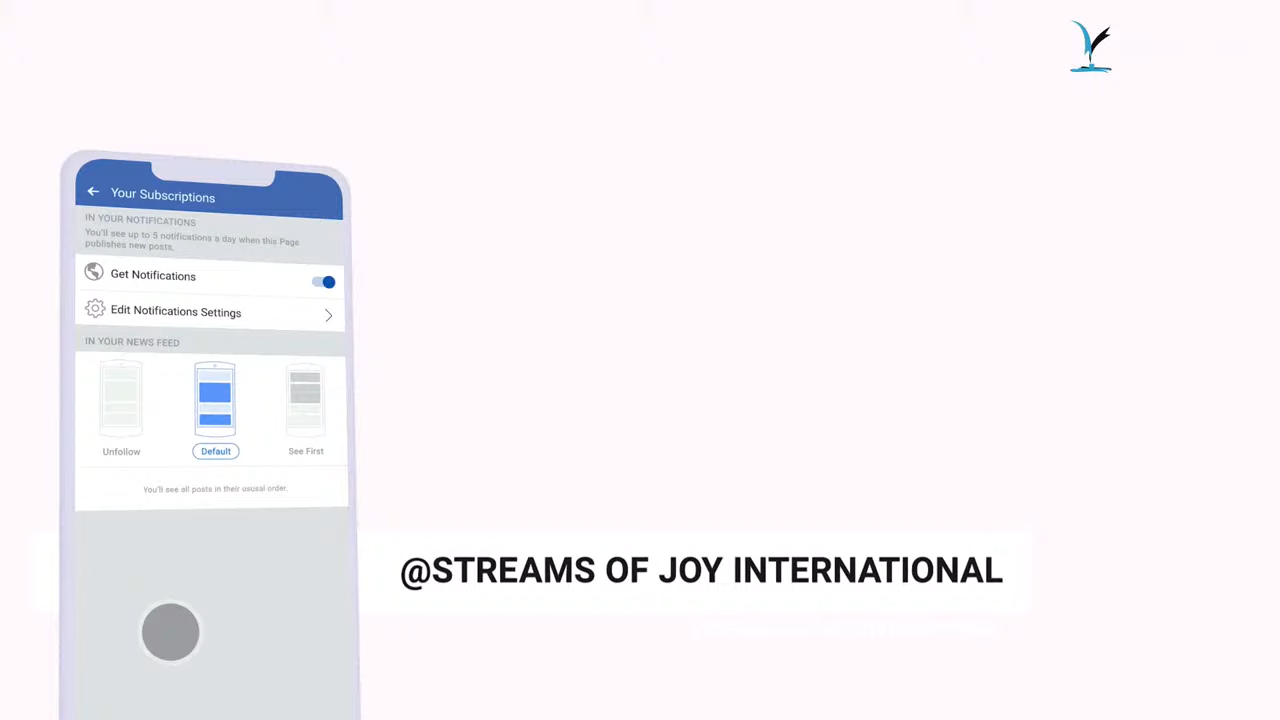 Your Subscriptions
IN YOUR NOTIFICATIONS
You'll see up to 5 notifications a day when this Page
publishes new posts.
Get Notifications
Edit Notifications Settings
IN YOUR NEWS FEED
Unfollow Default See First
You'll see all posts in their ususal order.
@STREAMS OF JOY INTERNATIONAL